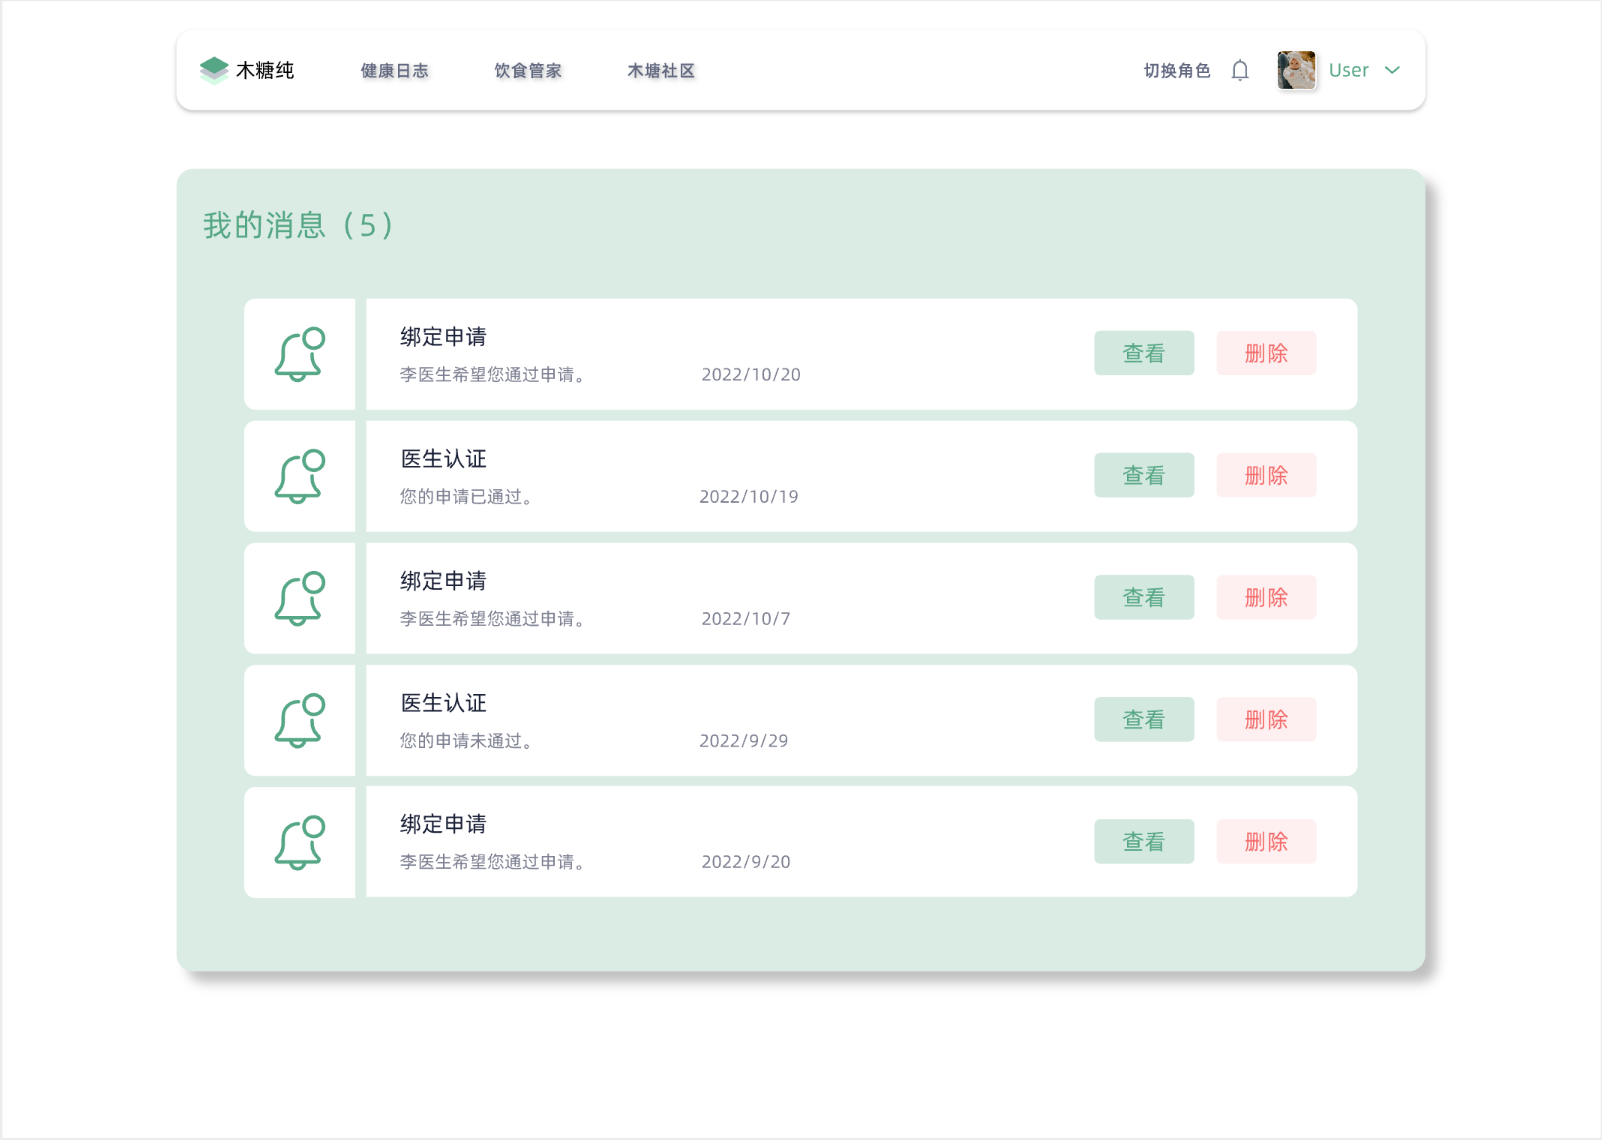 木糖纯 健康日志 饮食管家 木塘社区 切换角色 User
我的消息（5）
绑定申请
李医生希望您通过申请。 2022/10/20 查看 删除
医生认证
您的申请已通过。 2022/10/19 查看 删除
绑定申请
李医生希望您通过申请。 2022/10/7 查看 删除
医生认证
您的申请未通过。 2022/9/29 查看 删除
绑定申请
李医生希望您通过申请。 2022/9/20 查看 删除